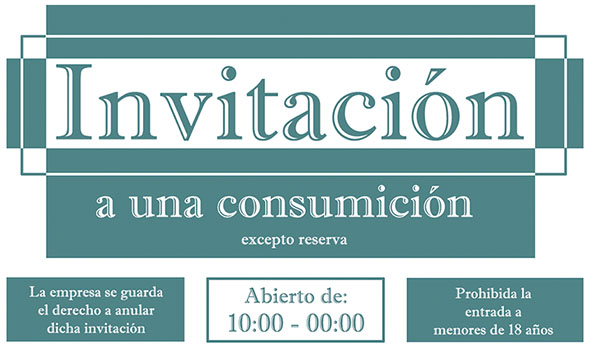 Invitación
a una consumición
excepto reserva
La empresa se guarda
el derecho a anular
dicha invitación
Abierto de:
10:00 - 00:00
Prohibida la
entrada a
menores de 18 años